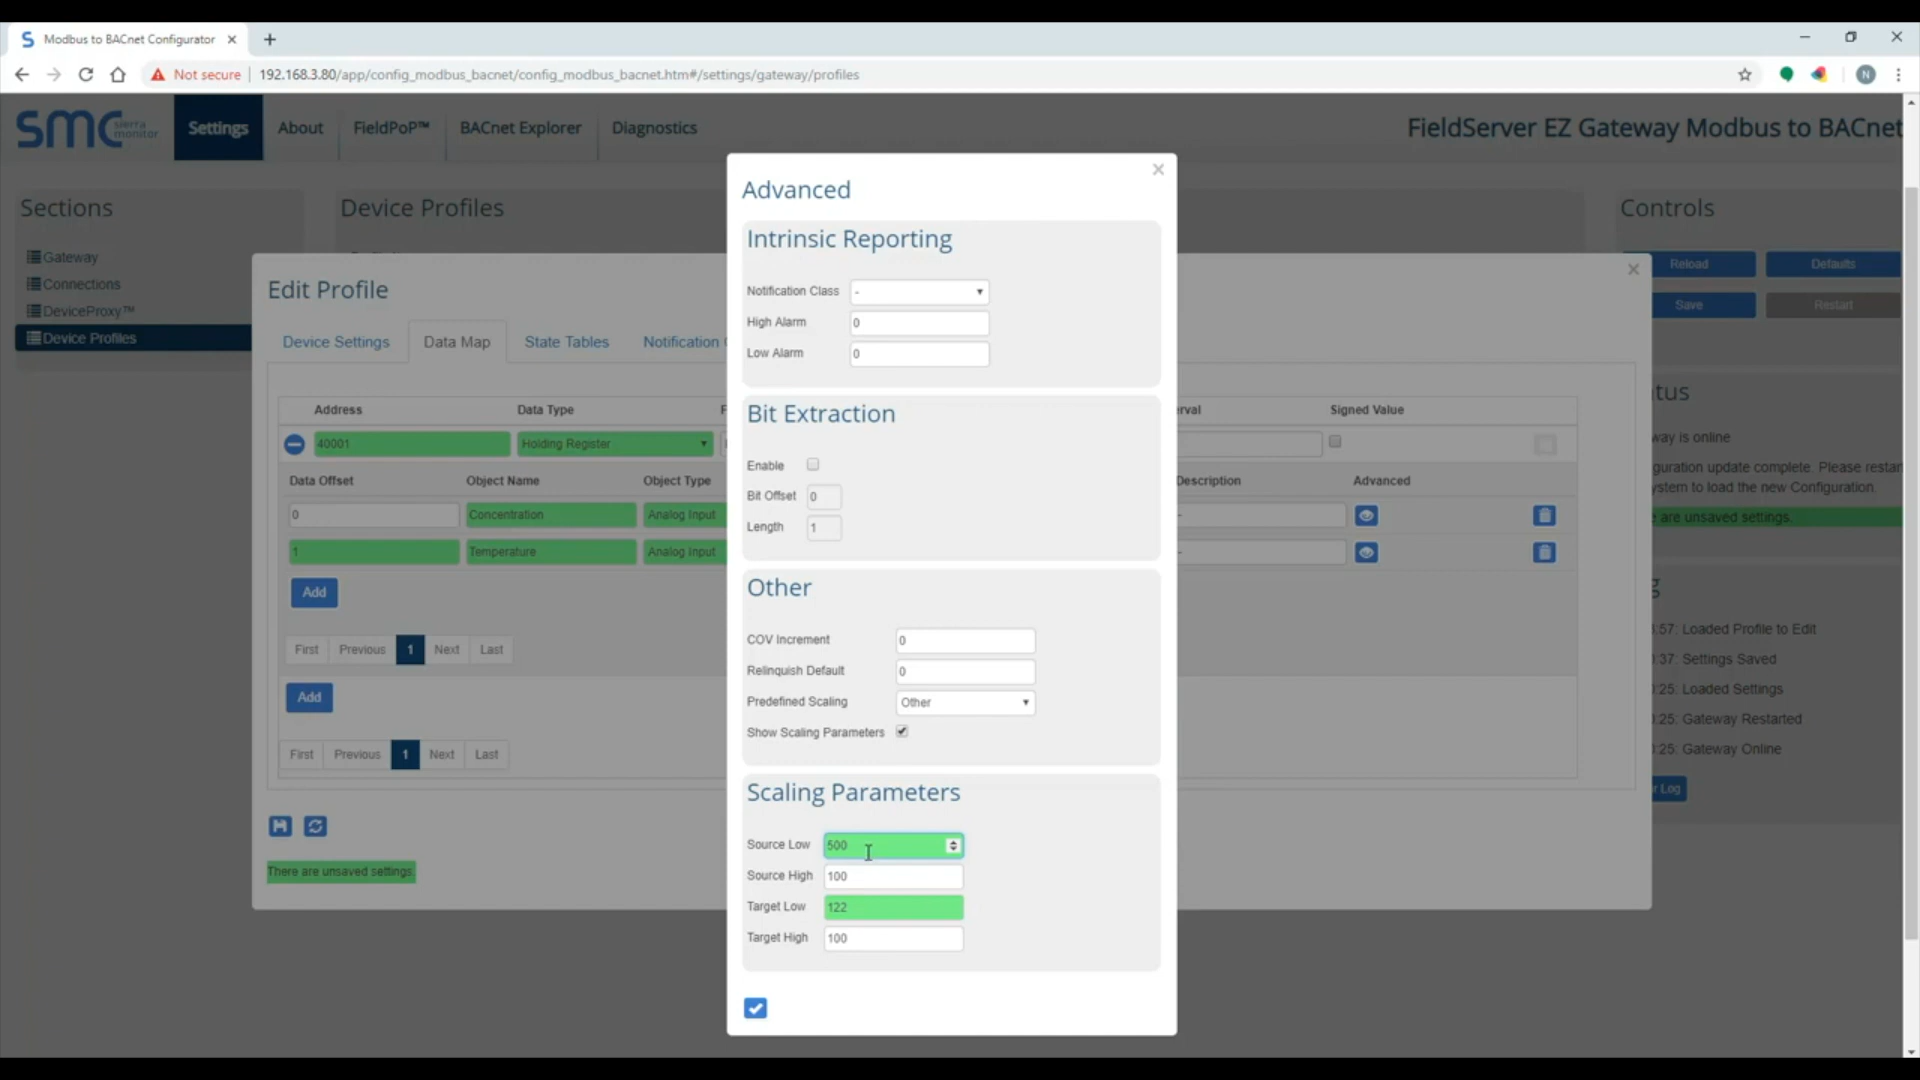 Modbus to BACnet Configurator
Not secure
192.168.3.80/app/config_modbus_bacnet/config_modbus_bacnet.htm#/settings/gateway/profiles
N
smc sierra monitor
Settings
About
FieldPoP™
BACnet Explorer
Diagnostics
FieldServer EZ Gateway Modbus to BACnet
Sections
Gateway
Connections
DeviceProxy™
Device Profiles
Device Profiles
Controls
Reload
Defaults
Save
Restart
tus
way is online
guration update complete. Please restar
ystem to load the new Configuration.
e are unsaved settings.
g
:57: Loaded Profile to Edit
:37: Settings Saved
:25: Loaded Settings
:25: Gateway Restarted
:25: Gateway Online
r Log
Edit Profile
Device Settings
Data Map
State Tables
Notification
Address
Data Type
F
rval
Signed Value
40001
Holding Register
Data Offset
Object Name
Object Type
Description
Advanced
0
Concentration
Analog Input
-
1
Temperature
Analog Input
-
Add
First Previous 1 Next Last
Add
First Previous 1 Next Last
There are unsaved settings.
Advanced
Intrinsic Reporting
Notification Class -
High Alarm 0
Low Alarm 0
Bit Extraction
Enable
Bit Offset 0
Length 1
Other
COV Increment 0
Relinquish Default 0
Predefined Scaling Other
Show Scaling Parameters
Scaling Parameters
Source Low 500
Source High 100
Target Low 122
Target High 100